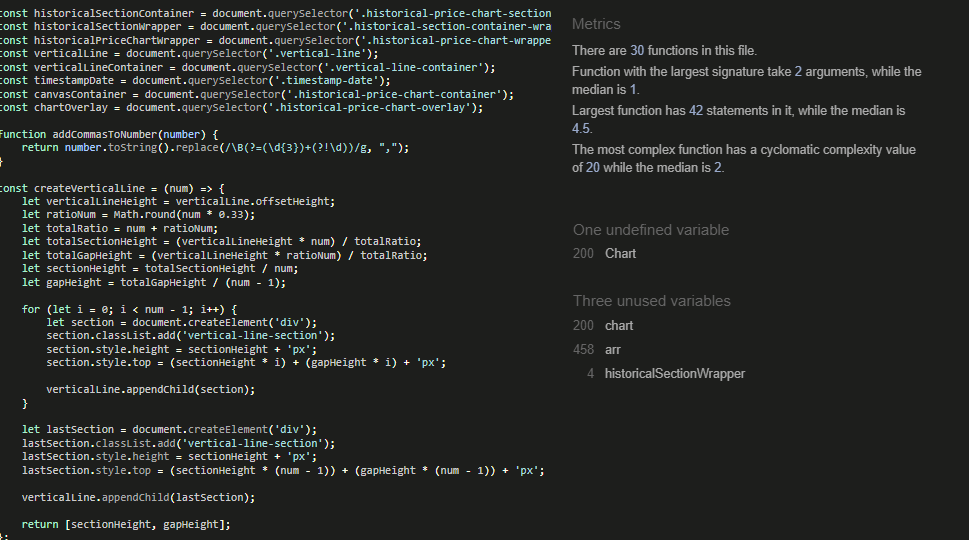 const historicalSectionContainer = document.querySelector('.historical-price-chart-section
const historicalSectionWrapper = document.querySelector('.historical-section-container-wra
const historicalPriceChartWrapper = document.querySelector('.historical-price-chart-wrappe
const verticalLine = document.querySelector('.vertical-line');
const verticalLineContainer = document.querySelector('.vertical-line-container');
const timestampDate = document.querySelector('.timestamp-date');
const canvasContainer = document.querySelector('.historical-price-chart-container');
const chartOverlay = document.querySelector('.historical-price-chart-overlay');

function addCommasToNumber(number) {
    return number.toString().replace(/\B(?=(\d{3})+(?!\d))/g, ",");
}

const createVerticalLine = (num) => {
    let verticalLineHeight = verticalLine.offsetHeight;
    let ratioNum = Math.round(num * 0.33);
    let totalRatio = num + ratioNum;
    let totalSectionHeight = (verticalLineHeight * num) / totalRatio;
    let totalGapHeight = (verticalLineHeight * ratioNum) / totalRatio;
    let sectionHeight = totalSectionHeight / num;
    let gapHeight = totalGapHeight / (num - 1);

    for (let i = 0; i < num - 1; i++) {
        let section = document.createElement('div');
        section.classList.add('vertical-line-section');
        section.style.height = sectionHeight + 'px';
        section.style.top = (sectionHeight * i) + (gapHeight * i) + 'px';

        verticalLine.appendChild(section);
    }

    let lastSection = document.createElement('div');
    lastSection.classList.add('vertical-line-section');
    lastSection.style.height = sectionHeight + 'px';
    lastSection.style.top = (sectionHeight * (num - 1)) + (gapHeight * (num - 1)) + 'px';

    verticalLine.appendChild(lastSection);

    return [sectionHeight, gapHeight];
};
Metrics
There are 30 functions in this file.
Function with the largest signature take 2 arguments, while the
median is 1.
Largest function has 42 statements in it, while the median is
4.5.
The most complex function has a cyclomatic complexity value
of 20 while the median is 2.
One undefined variable
200 Chart
Three unused variables
200 chart
458 arr
4 historicalSectionWrapper